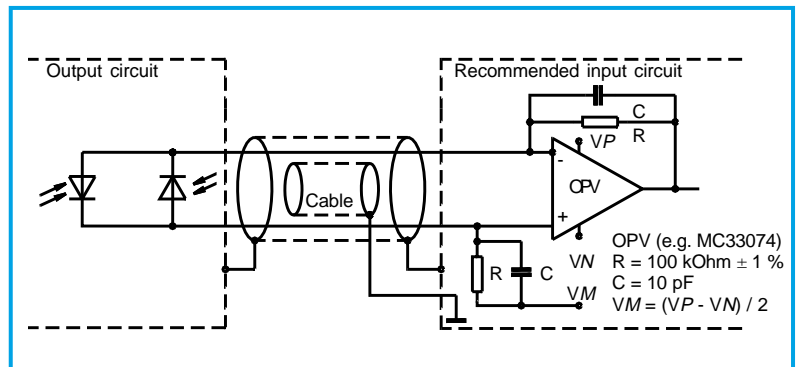 Output circuit
Recommended input circuit
C
VP R
-
OPV
Cable
+
OPV (e.g. MC33074)
VN R = 100 kOhm ± 1 %
R C C = 10 pF
VM VM = (VP - VN) / 2